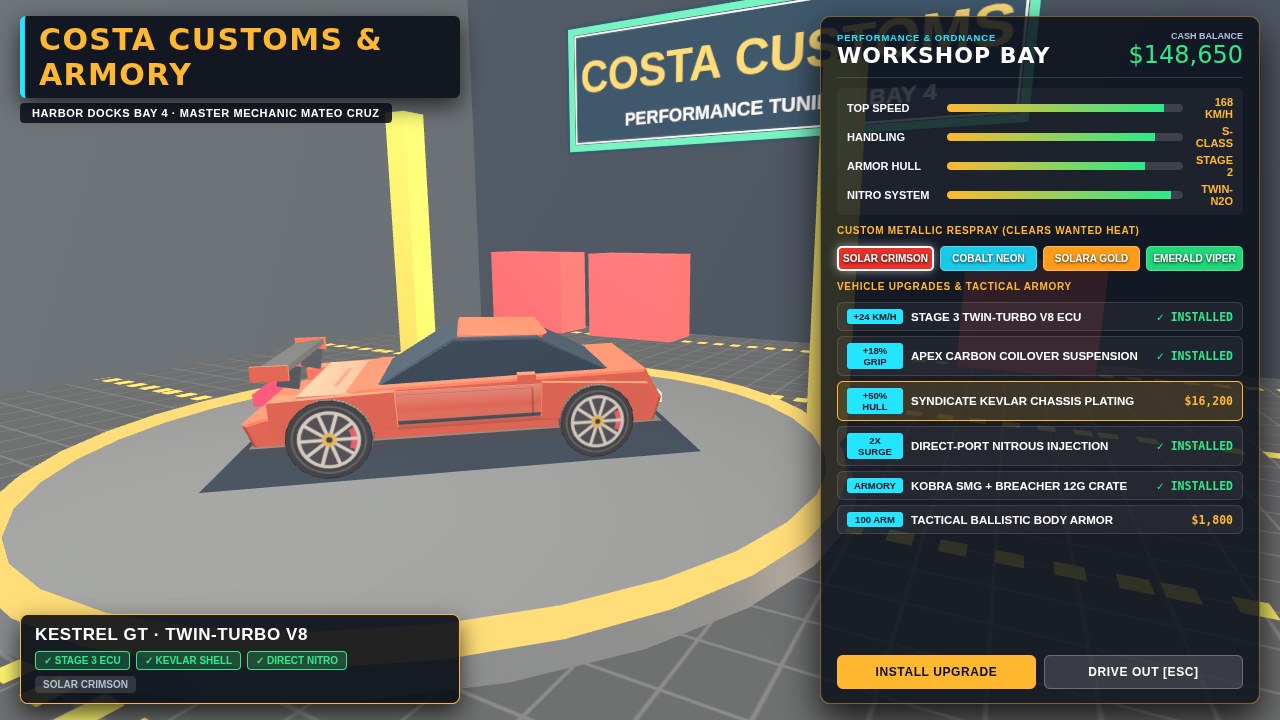 COSTA CUSTOMS &
ARMORY
HARBOR DOCKS BAY 4 · MASTER MECHANIC MATEO CRUZ
COSTA CUSTOMS
PERFORMANCE TUNI
BAY 4
PERFORMANCE & ORDNANCE
WORKSHOP BAY
CASH BALANCE
$148,650
TOP SPEED
168
KM/H
HANDLING
S-
CLASS
ARMOR HULL
STAGE
2
NITRO SYSTEM
TWIN-
N2O
CUSTOM METALLIC RESPRAY (CLEARS WANTED HEAT)
SOLAR CRIMSON
COBALT NEON
SOLARA GOLD
EMERALD VIPER
VEHICLE UPGRADES & TACTICAL ARMORY
+24 KM/H
STAGE 3 TWIN-TURBO V8 ECU
✓ INSTALLED
+18%
GRIP
APEX CARBON COILOVER SUSPENSION
✓ INSTALLED
+50%
HULL
SYNDICATE KEVLAR CHASSIS PLATING
$16,200
2X
SURGE
DIRECT-PORT NITROUS INJECTION
✓ INSTALLED
ARMORY
KOBRA SMG + BREACHER 12G CRATE
✓ INSTALLED
100 ARM
TACTICAL BALLISTIC BODY ARMOR
$1,800
INSTALL UPGRADE
DRIVE OUT [ESC]
KESTREL GT · TWIN-TURBO V8
✓ STAGE 3 ECU
✓ KEVLAR SHELL
✓ DIRECT NITRO
SOLAR CRIMSON